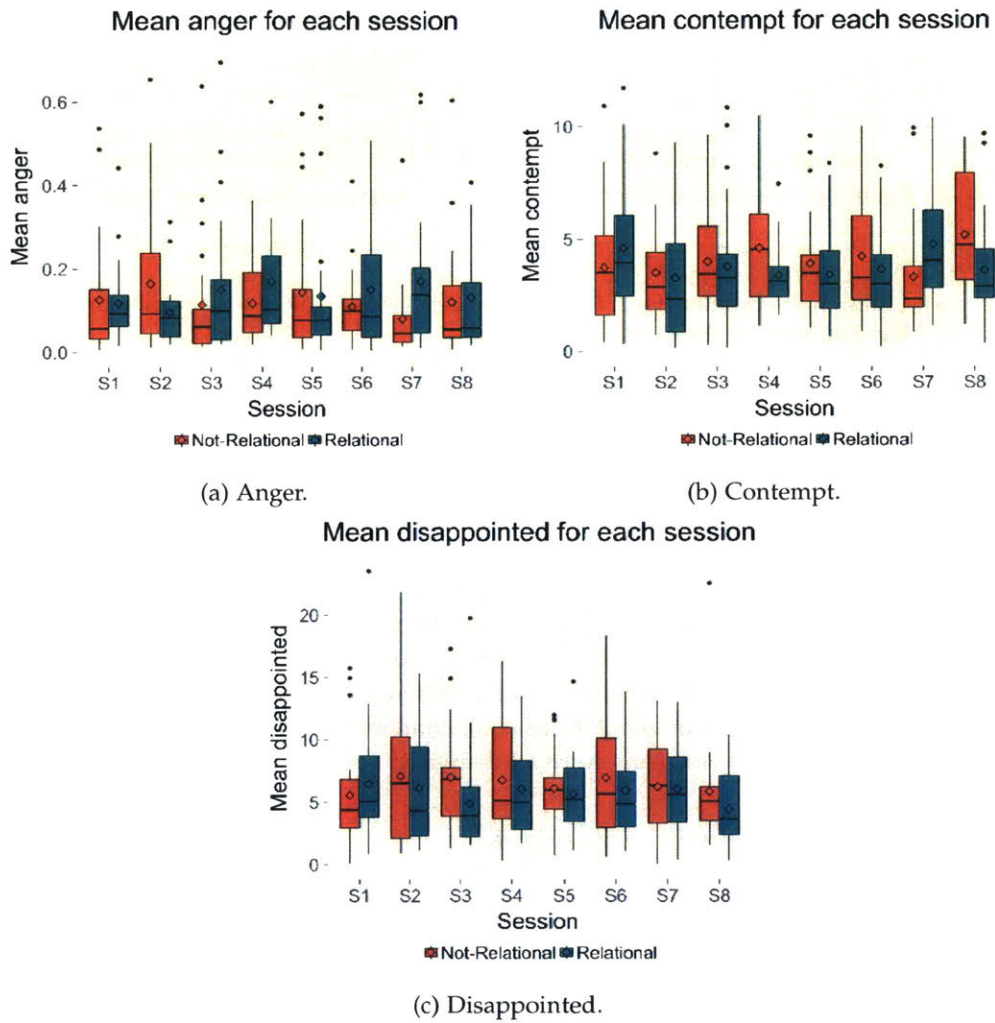 Mean anger for each session
Mean anger
0.6
0.4
0.2
0.0
S1 S2 S3 S4 S5 S6 S7 S8
Session
Not-Relational Relational
(a) Anger.
Mean contempt for each session
Mean contempt
10
5
0
S1 S2 S3 S4 S5 S6 S7 S8
Session
Not-Relational Relational
(b) Contempt.
Mean disappointed for each session
Mean disappointed
20
15
10
5
0
S1 S2 S3 S4 S5 S6 S7 S8
Session
Not-Relational Relational
(c) Disappointed.